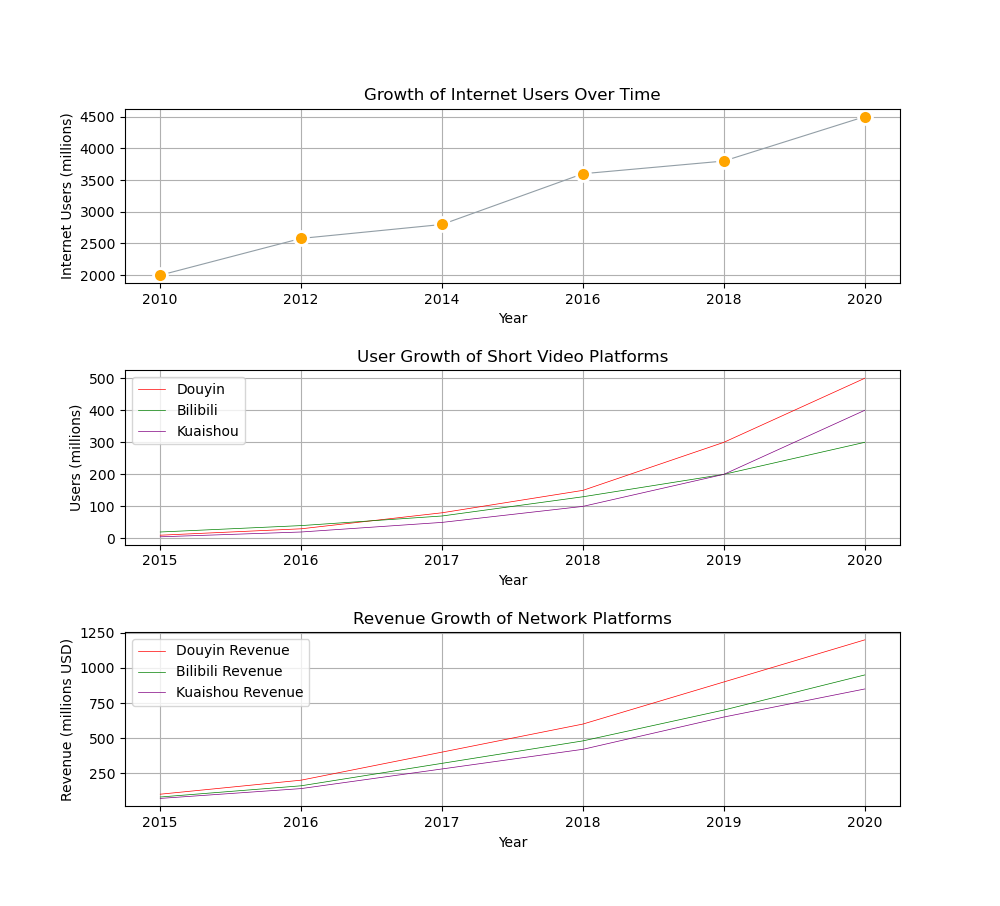 Growth of Internet Users Over Time
Internet Users (millions)
4500
4000
3500
3000
2500
2000
2010 2012 2014 2016 2018 2020
Year
User Growth of Short Video Platforms
Users (millions)
500
400
300
200
100
0
Douyin
Bilibili
Kuaishou
2015 2016 2017 2018 2019 2020
Year
Revenue Growth of Network Platforms
Revenue (millions USD)
1250
1000
750
500
250
Douyin Revenue
Bilibili Revenue
Kuaishou Revenue
2015 2016 2017 2018 2019 2020
Year